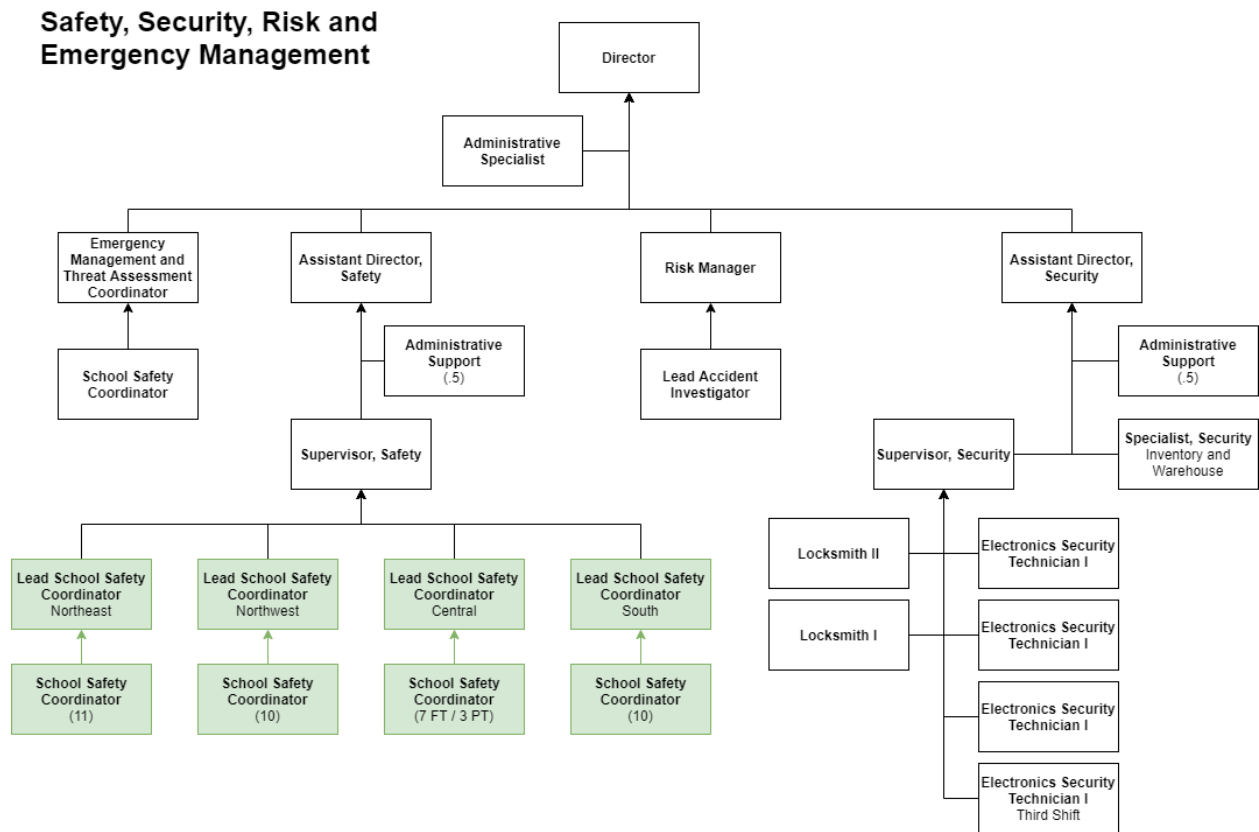 Safety, Security, Risk and
Emergency Management
Director
Administrative
Specialist
Emergency
Management and
Threat Assessment
Coordinator
Assistant Director,
Safety
Risk Manager
Assistant Director,
Security
School Safety
Coordinator
Administrative
Support
(.5)
Lead Accident
Investigator
Administrative
Support
(.5)
Supervisor, Safety
Supervisor, Security
Specialist, Security
Inventory and
Warehouse
Lead School Safety
Coordinator
Northeast
Lead School Safety
Coordinator
Northwest
Lead School Safety
Coordinator
Central
Lead School Safety
Coordinator
South
School Safety
Coordinator
(11)
School Safety
Coordinator
(10)
School Safety
Coordinator
(7 FT / 3 PT)
School Safety
Coordinator
(10)
Locksmith II
Electronics Security
Technician I
Locksmith I
Electronics Security
Technician I
Electronics Security
Technician I
Electronics Security
Technician I
Third Shift